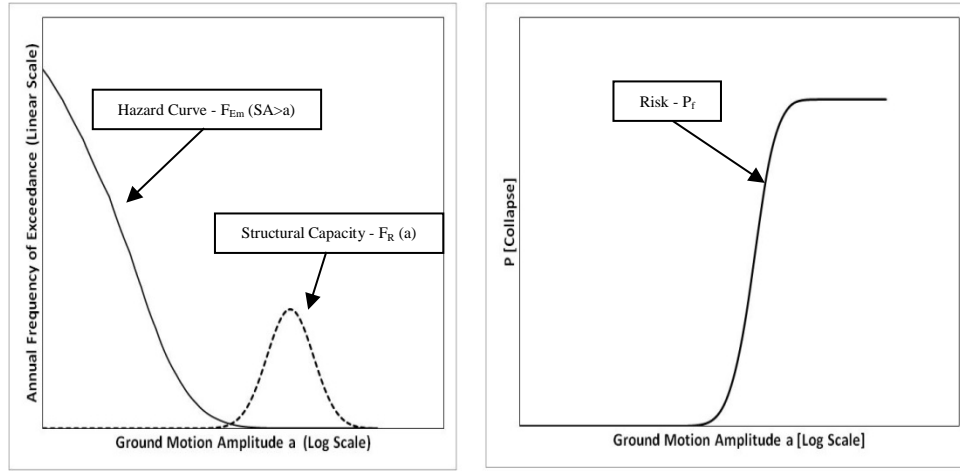 Annual Frequency of Exceedance (Linear Scale)
Hazard Curve - F_Em (SA>a)
Structural Capacity - F_R (a)
Ground Motion Amplitude a (Log Scale)
P [Collapse]
Risk - P_f
Ground Motion Amplitude a [Log Scale]